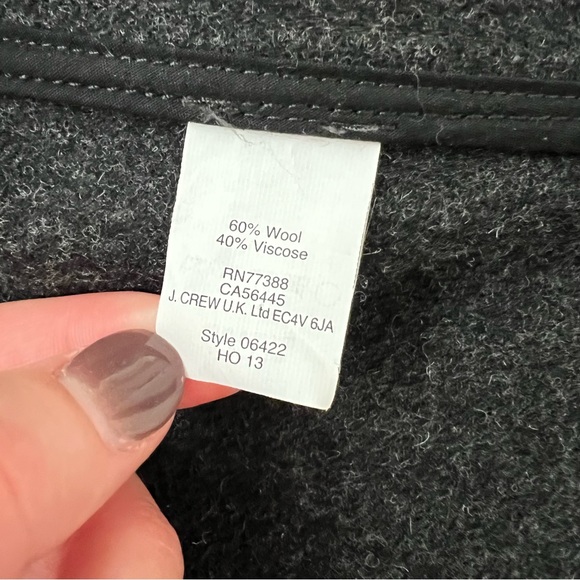 60% Wool
40% Viscose
RN77388
CA56445
J. CREW U.K. Ltd EC4V 6JA
Style 06422
HO 13